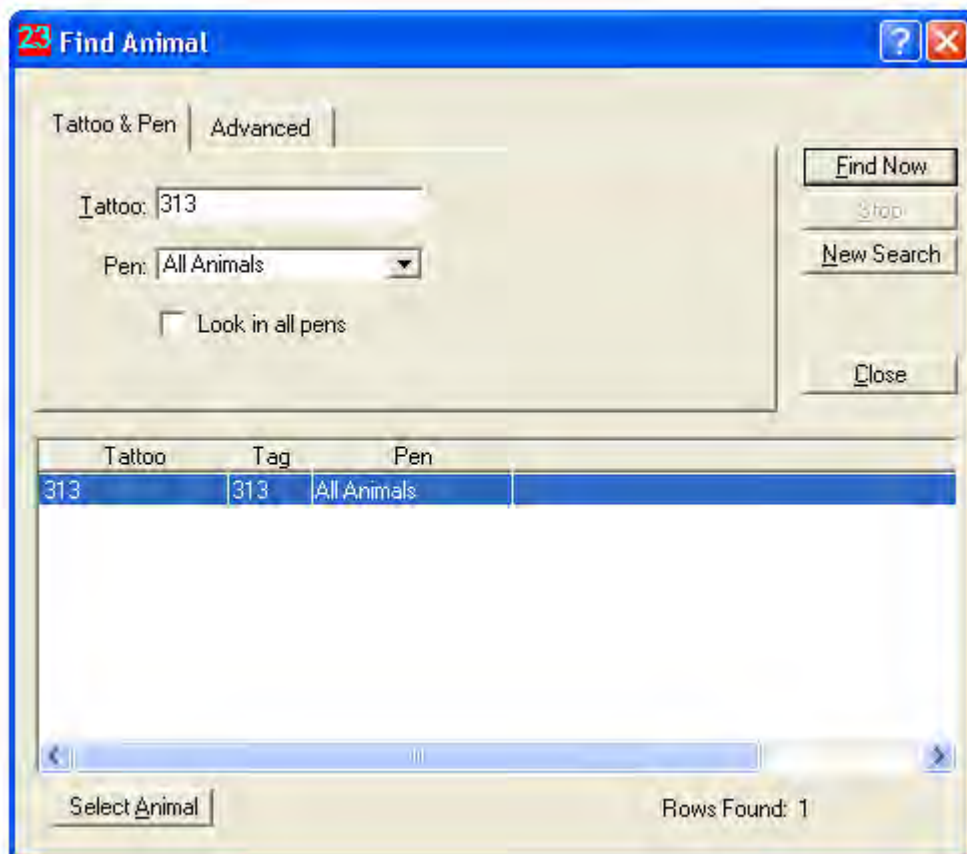 23 Find Animal
Tattoo & Pen Advanced
Tattoo: 313
Pen: All Animals
Look in all pens
Find Now
Stop
New Search
Close
Tattoo Tag Pen
313 313 All Animals
Select Animal Rows Found: 1